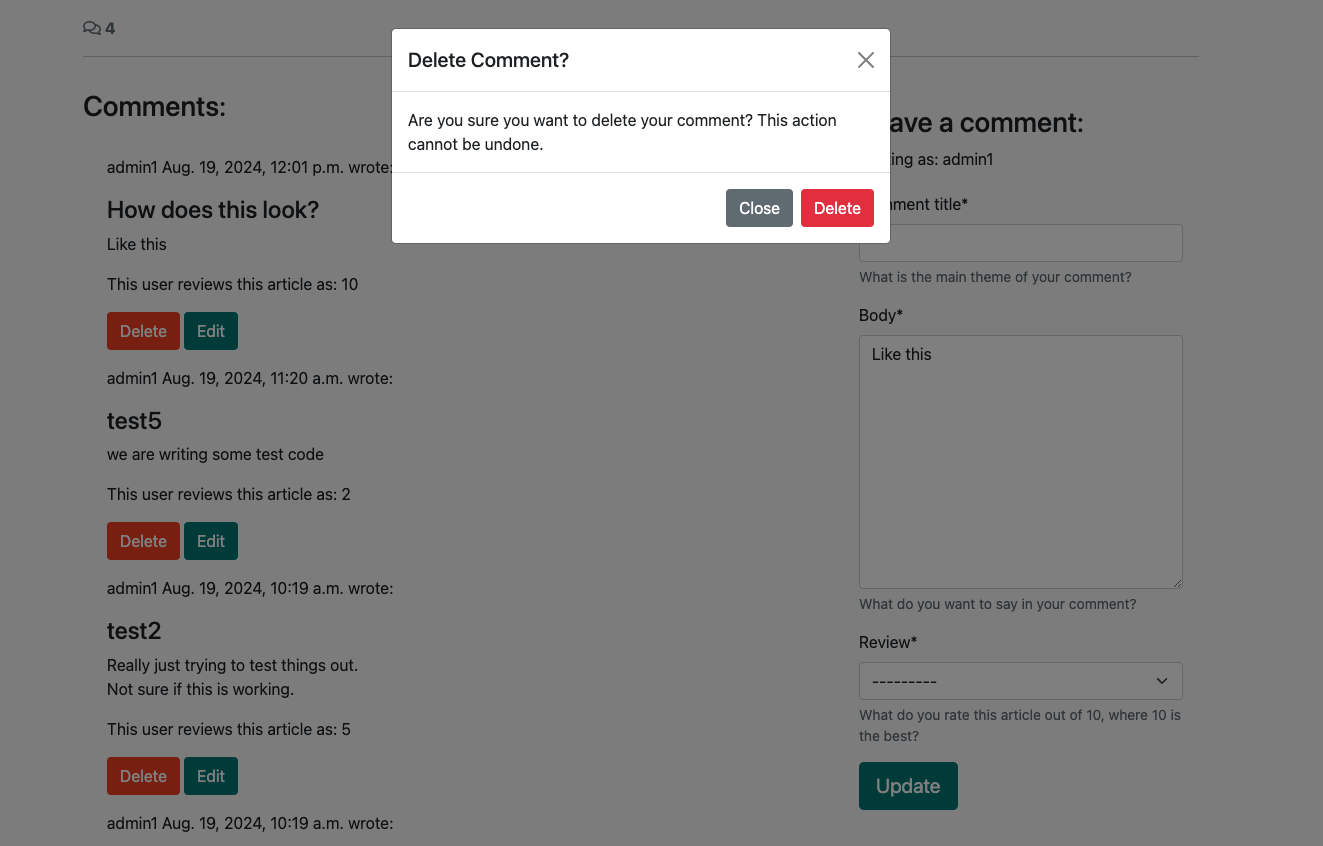 4
Delete Comment?
Are you sure you want to delete your comment? This action
cannot be undone.
Close
Delete
Comments:
admin1 Aug. 19, 2024, 12:01 p.m. wrote:
How does this look?
Like this
This user reviews this article as: 10
Delete
Edit
admin1 Aug. 19, 2024, 11:20 a.m. wrote:
test5
we are writing some test code
This user reviews this article as: 2
Delete
Edit
admin1 Aug. 19, 2024, 10:19 a.m. wrote:
test2
Really just trying to test things out.
Not sure if this is working.
This user reviews this article as: 5
Delete
Edit
admin1 Aug. 19, 2024, 10:19 a.m. wrote:
a comment:
as: admin1
title*
What is the main theme of your comment?
Body*
Like this
What do you want to say in your comment?
Review*
---------
What do you rate this article out of 10, where 10 is
the best?
Update